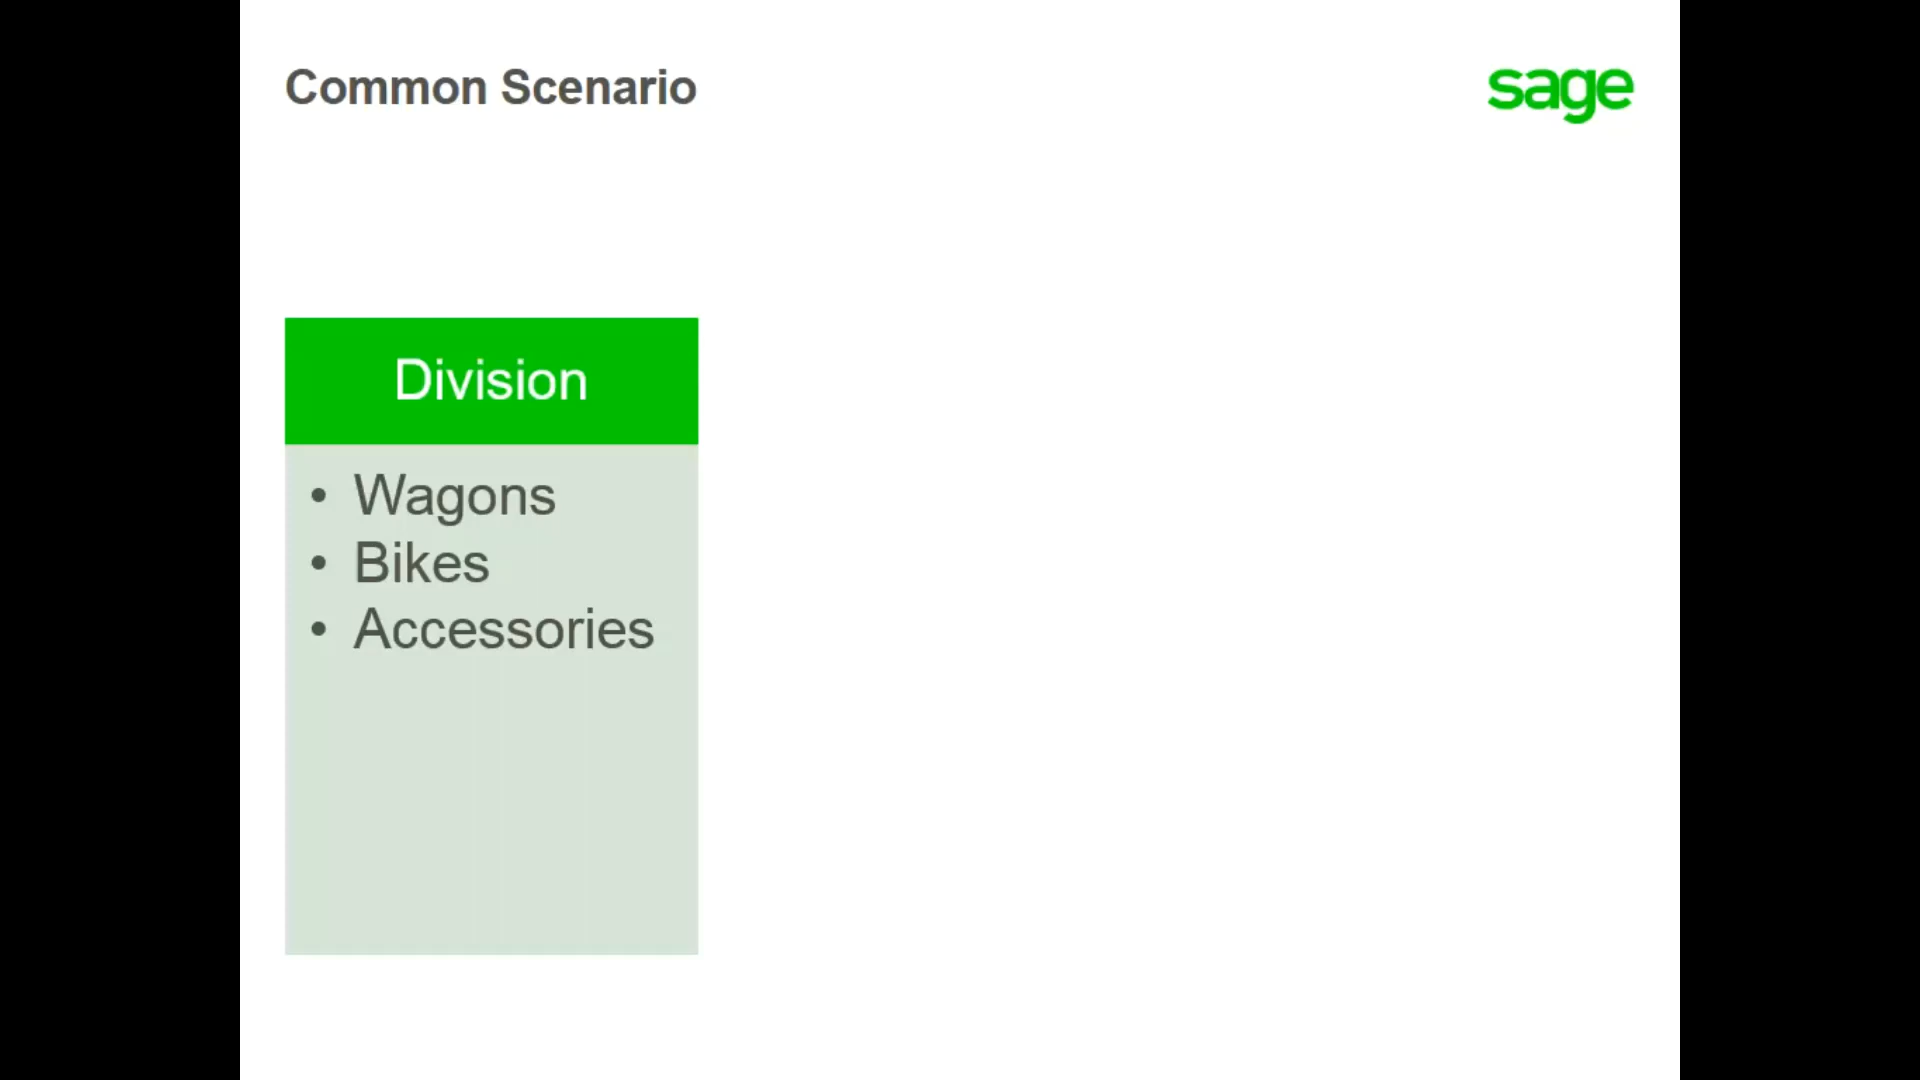 Common Scenario
sage
Division
• Wagons
• Bikes
• Accessories